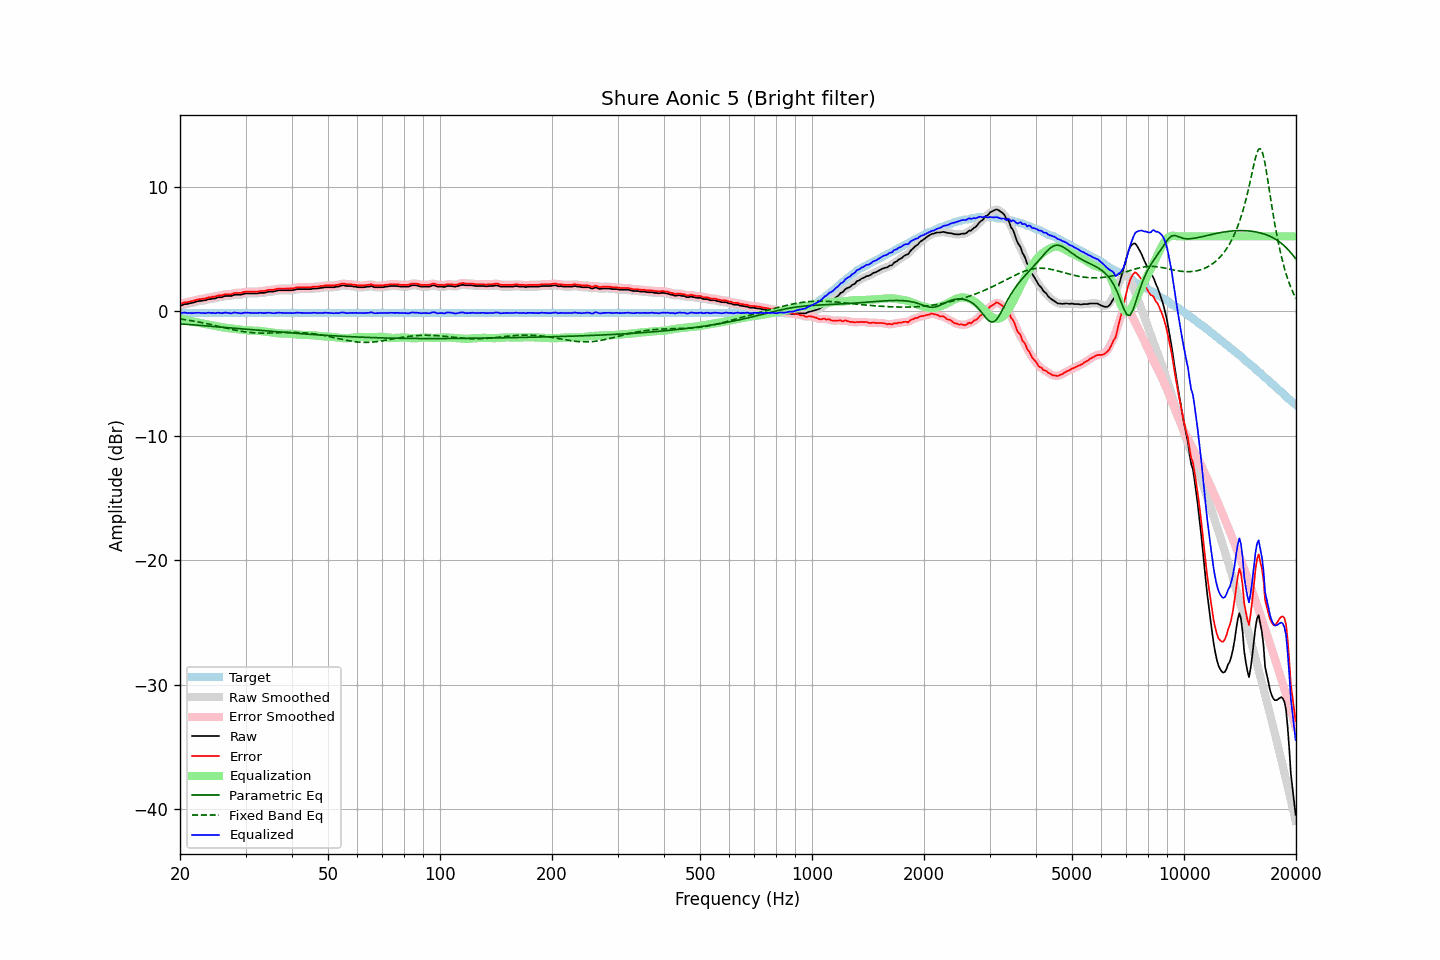 Shure Aonic 5 (Bright filter)
Amplitude (dBr)
10
0
−10
−20
−30
−40
Target
Raw Smoothed
Error Smoothed
Raw
Error
Equalization
Parametric Eq
Fixed Band Eq
Equalized
20 50 100 200 500 1000 2000 5000 10000 20000
Frequency (Hz)